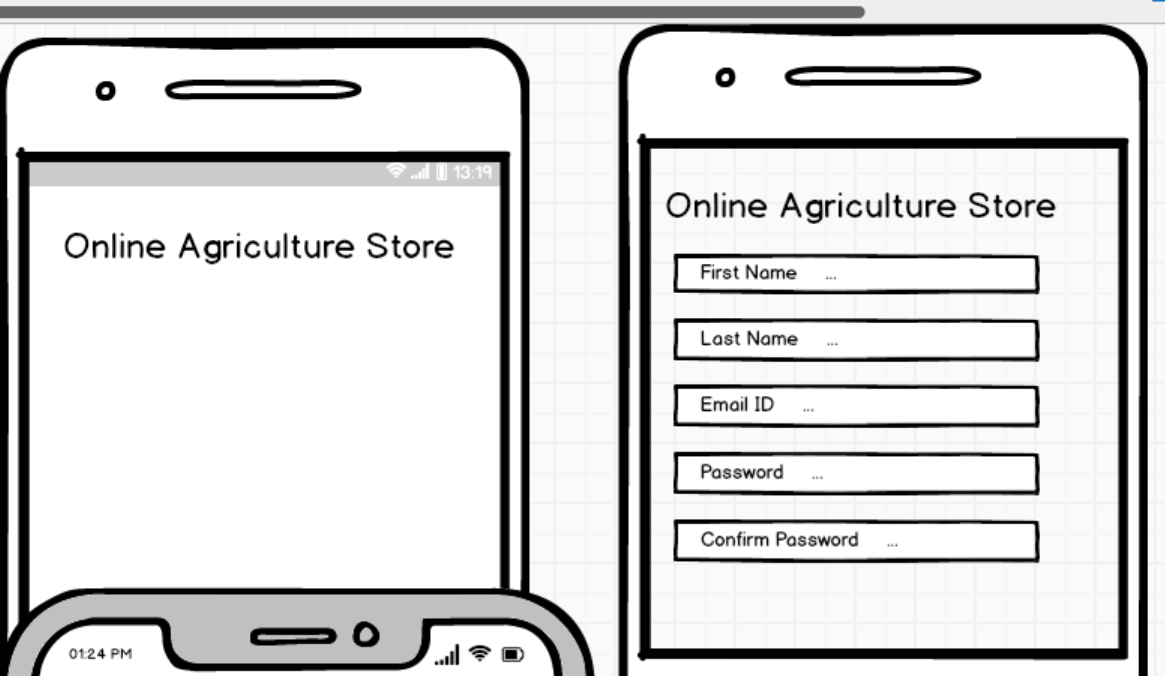 13:19
Online Agriculture Store
01:24 PM
Online Agriculture Store
First Name ...
Last Name ...
Email ID ...
Password ...
Confirm Password ...